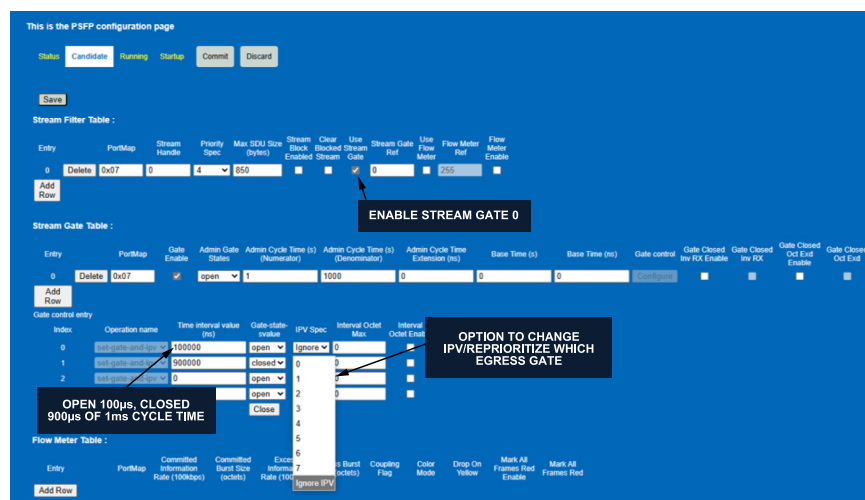 This is the PSFP configuration page
Status Candidate Running Startup Commit Discard
Save
Stream Filter Table :
Entry PortMap Stream Handle Priority Spec Max SDU Size (bytes) Stream Block Enabled Clear Blocked Stream Use Stream Gate Stream Gate Ref Use Flow Meter Flow Meter Ref Flow Meter Enable
0 Delete 0x07 0 4 850 0 255
Add Row
ENABLE STREAM GATE 0
Stream Gate Table :
Entry PortMap Gate Enable Admin Gate States Admin Cycle Time (s) (Numerator) Admin Cycle Time (s) (Denominator) Admin Cycle Time Extension (ns) Base Time (s) Base Time (ns) Gate control Gate Closed Inv RX Enable Gate Closed Inv RX Gate Closed Oct Exd Enable Gate Closed Oct Exd
0 Delete 0x07 open 1 1000 0 0 0 Configure
Add Row
Gate control entry
Index Operation name Time interval value (ns) Gate-state-svalue IPV Spec Interval Octet Max Interval Octet Enab
0 set-gate-and-ipv 100000 open Ignore 0
1 set-gate-and-ipv 900000 closed 0
2 set-gate-and-ipv 0 open 0
open 0
Close
0
1
2
3
4
5
6
7
Ignore IPV
OPTION TO CHANGE
IPV/REPRIORITIZE WHICH
EGRESS GATE
OPEN 100µs, CLOSED
900µs OF 1ms CYCLE TIME
Flow Meter Table :
Entry PortMap Committed Information Rate (100kbps) Committed Burst Size (octets) Exce Informa Rate (100 ss Burst (octets) Coupling Flag Color Mode Drop On Yellow Mark All Frames Red Enable Mark All Frames Red
Add Row